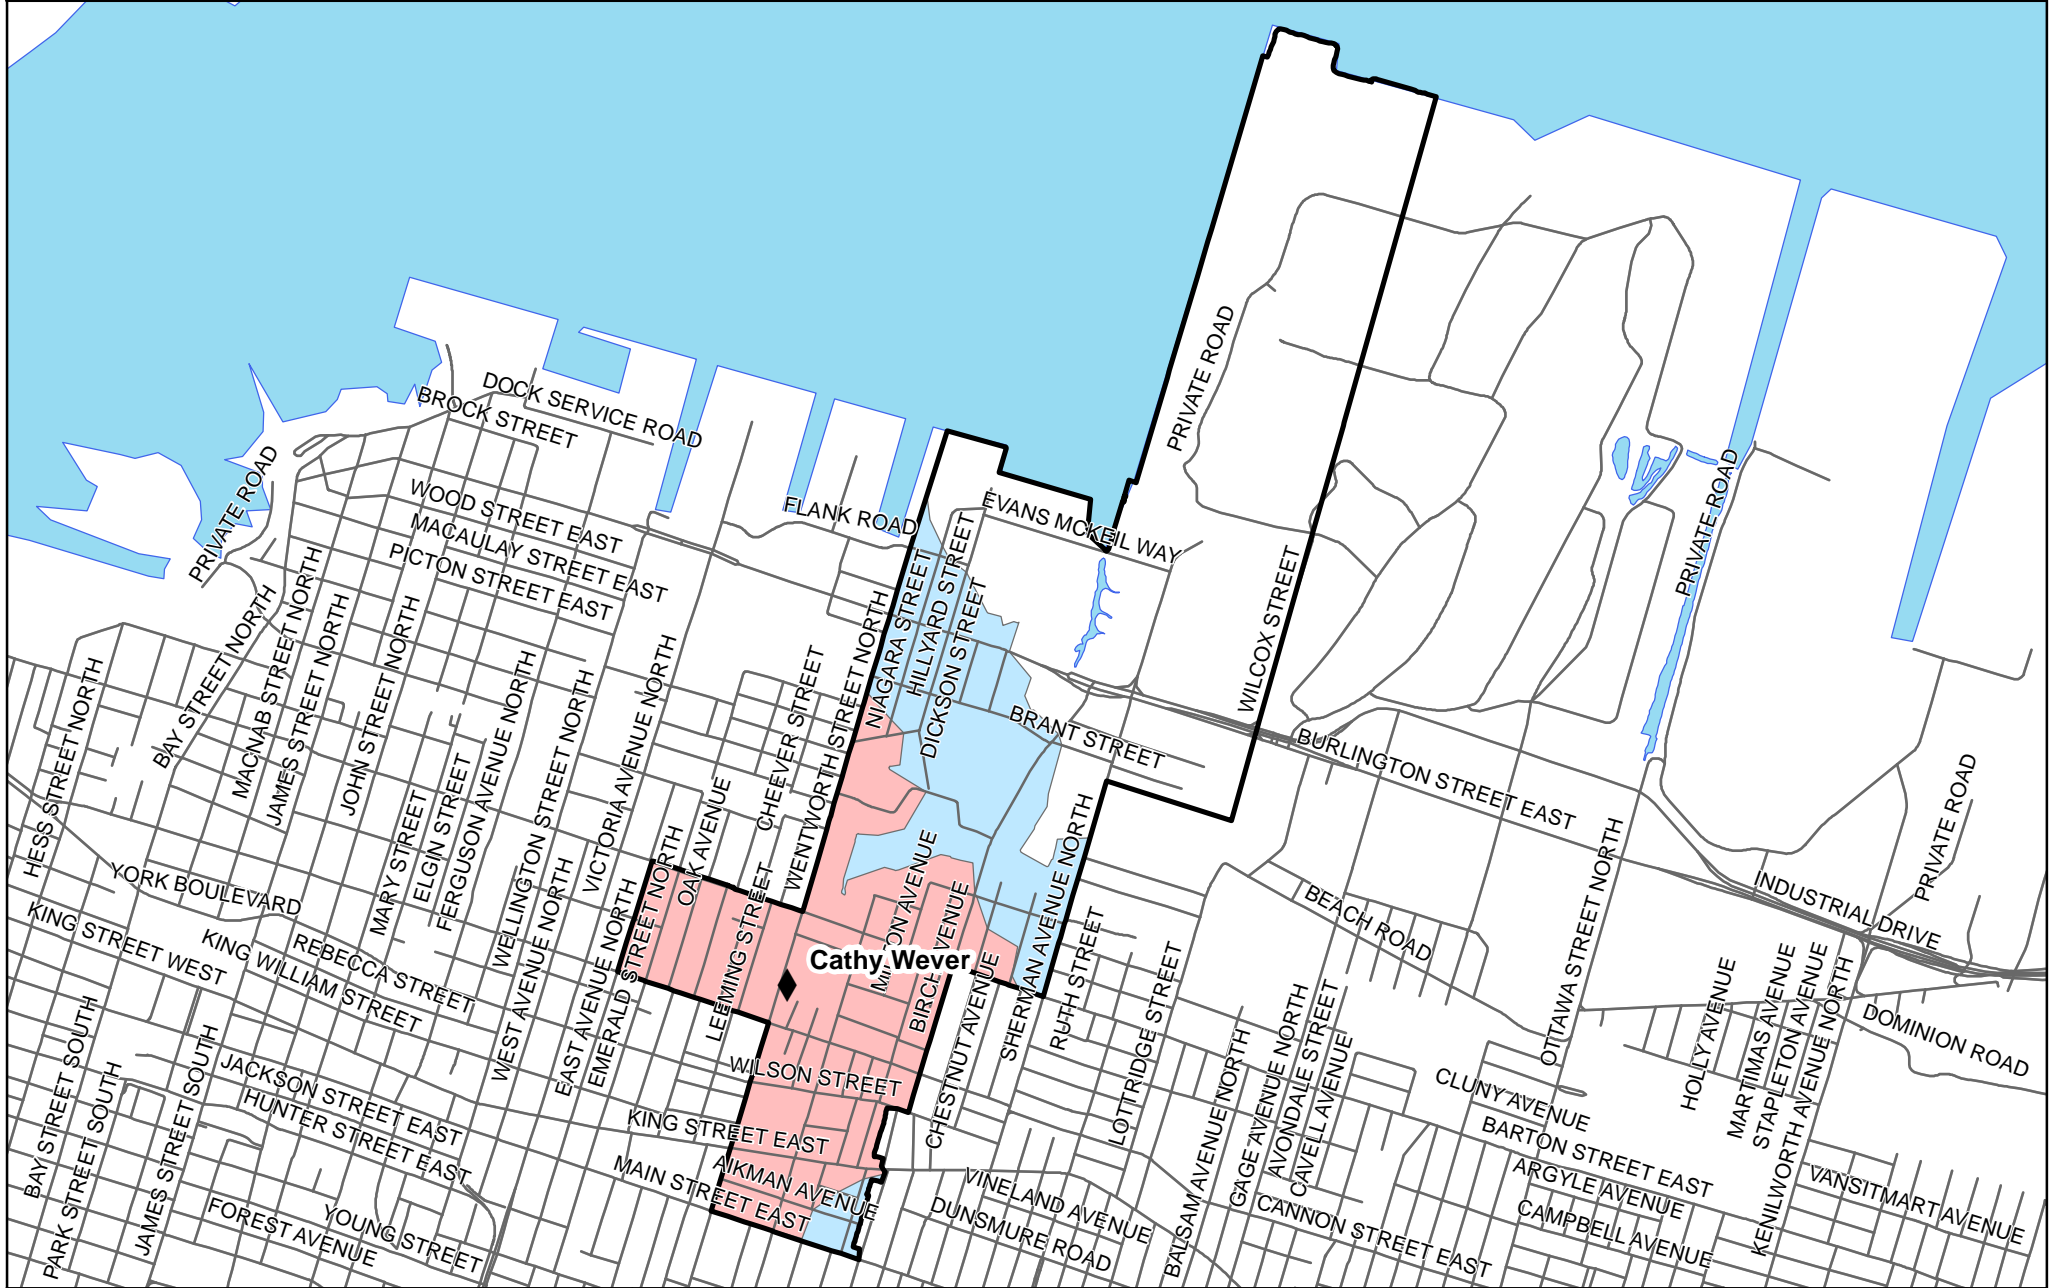 PRIVATE ROAD
DOCK SERVICE ROAD
BROCK STREET
PRIVATE ROAD
PRIVATE ROAD
PRIVATE ROAD
WOOD STREET EAST
MACAULAY STREET EAST
PICTON STREET EAST
FLANK ROAD
EVANS MCKEIL WAY
NIAGARA STREET
HILLYARD STREET
DICKSON STREET
WILCOX STREET
HESS STREET NORTH
BAY STREET NORTH
MACNAB STREET NORTH
JAMES STREET NORTH
JOHN STREET NORTH
MARY STREET
ELGIN STREET
FERGUSON AVENUE NORTH
WELLINGTON STREET NORTH
VICTORIA AVENUE NORTH
OAK AVENUE
CHEEVER STREET
WENTWORTH STREET NORTH
BRANT STREET
BURLINGTON STREET EAST
PRIVATE ROAD
INDUSTRIAL DRIVE
BEACH ROAD
OTTAWA STREET NORTH
YORK BOULEVARD
KING STREET WEST
KING WILLIAM STREET
REBECCA STREET
WEST AVENUE NORTH
EAST AVENUE NORTH
EMERALD STREET NORTH
LEEMING STREET
Cathy Wever
BIRCH AVENUE
CHESTNUT AVENUE
SHERMAN AVENUE NORTH
RUTH STREET
LOTTRIDGE STREET
BALSAM AVENUE NORTH
GAGE AVENUE NORTH
AVONDALE STREET
CAVELL AVENUE
HOLLY AVENUE
MARTIMAS AVENUE
STAPLETON AVENUE
KENILWORTH AVENUE NORTH
DOMINION ROAD
WILSON STREET
KING STREET EAST
AIKMAN AVENUE
MAIN STREET EAST
BAY STREET SOUTH
PARK STREET SOUTH
JAMES STREET SOUTH
JACKSON STREET EAST
HUNTER STREET EAST
FOREST AVENUE
YOUNG STREET
VINELAND AVENUE
DUNSMURE ROAD
CANNON STREET EAST
CLUNY AVENUE
BARTON STREET EAST
ARGYLE AVENUE
CAMPBELL AVENUE
VANSITMART AVENUE